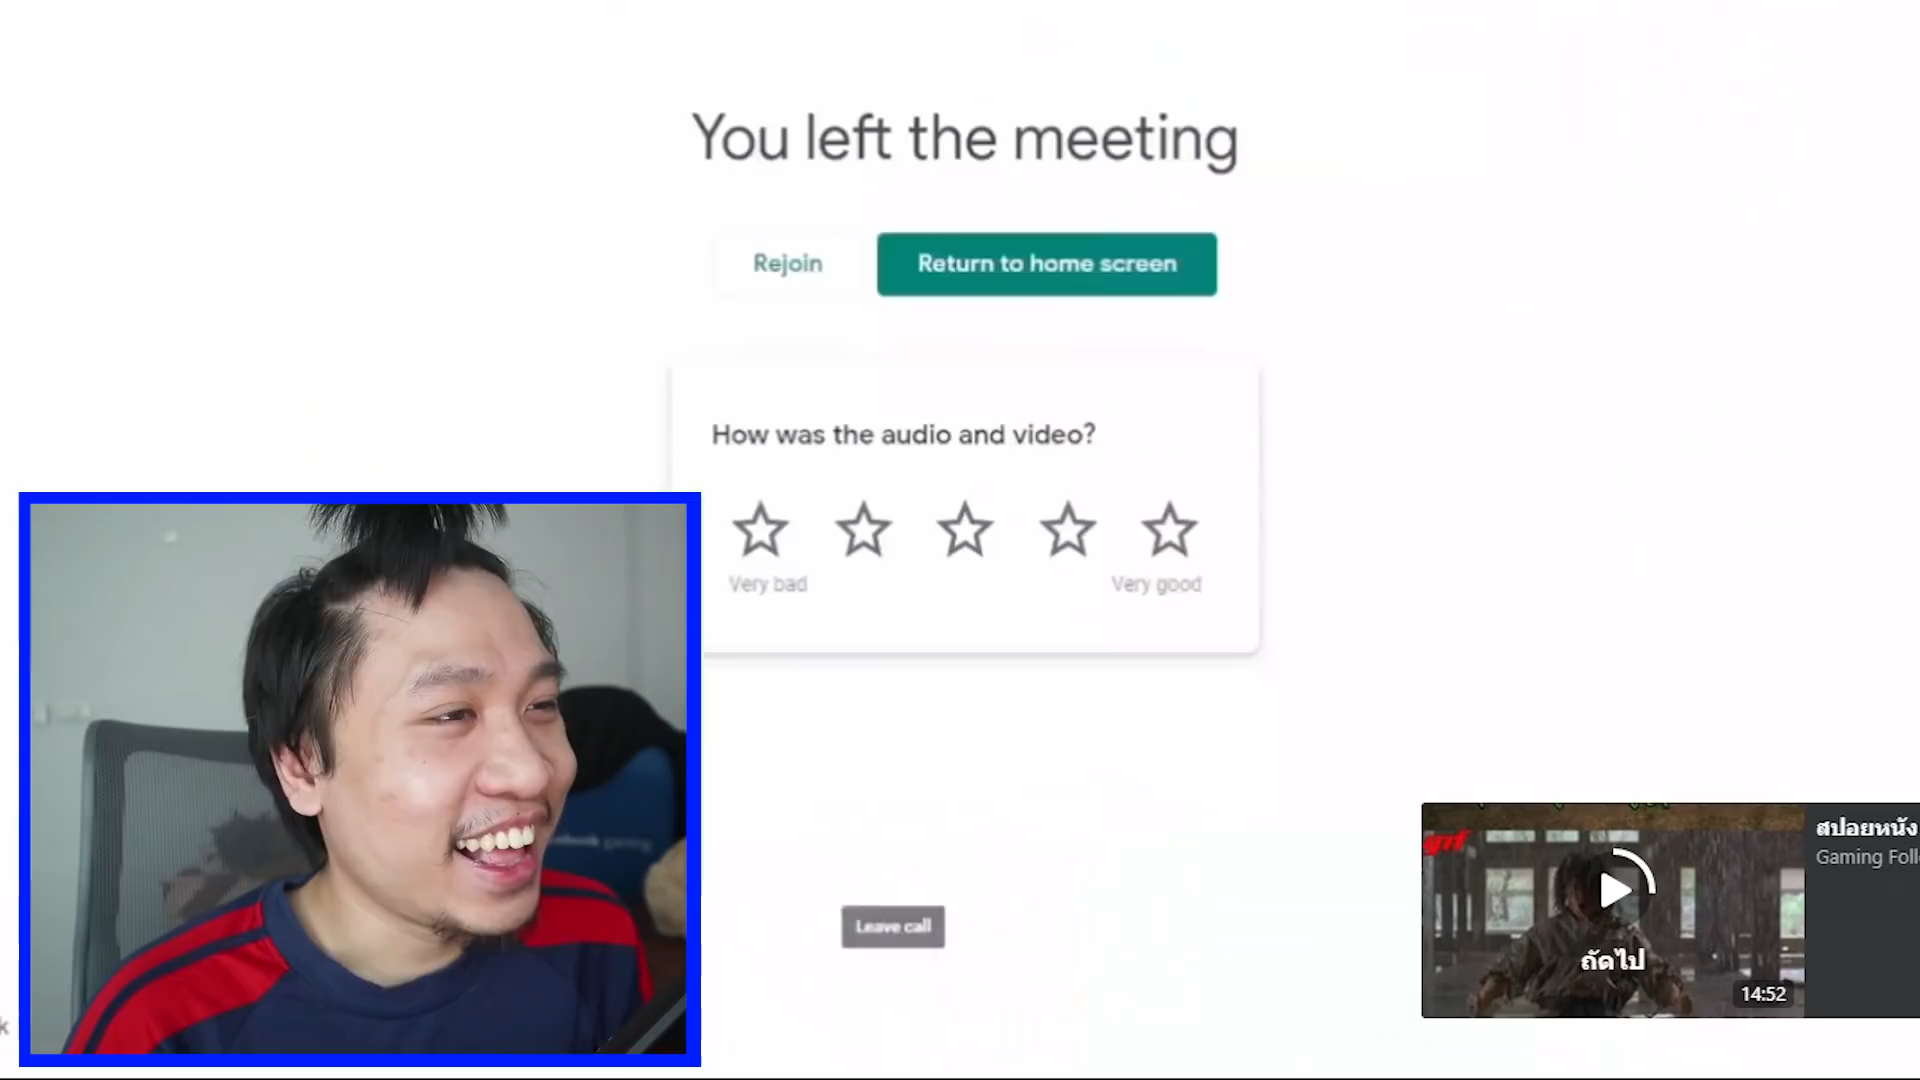 You left the meeting
Rejoin
Return to home screen
How was the audio and video?
Very bad
Very good
Leave call
สปอยหนัง
Gaming Foll
ถัดไป
14:52
k
gaming